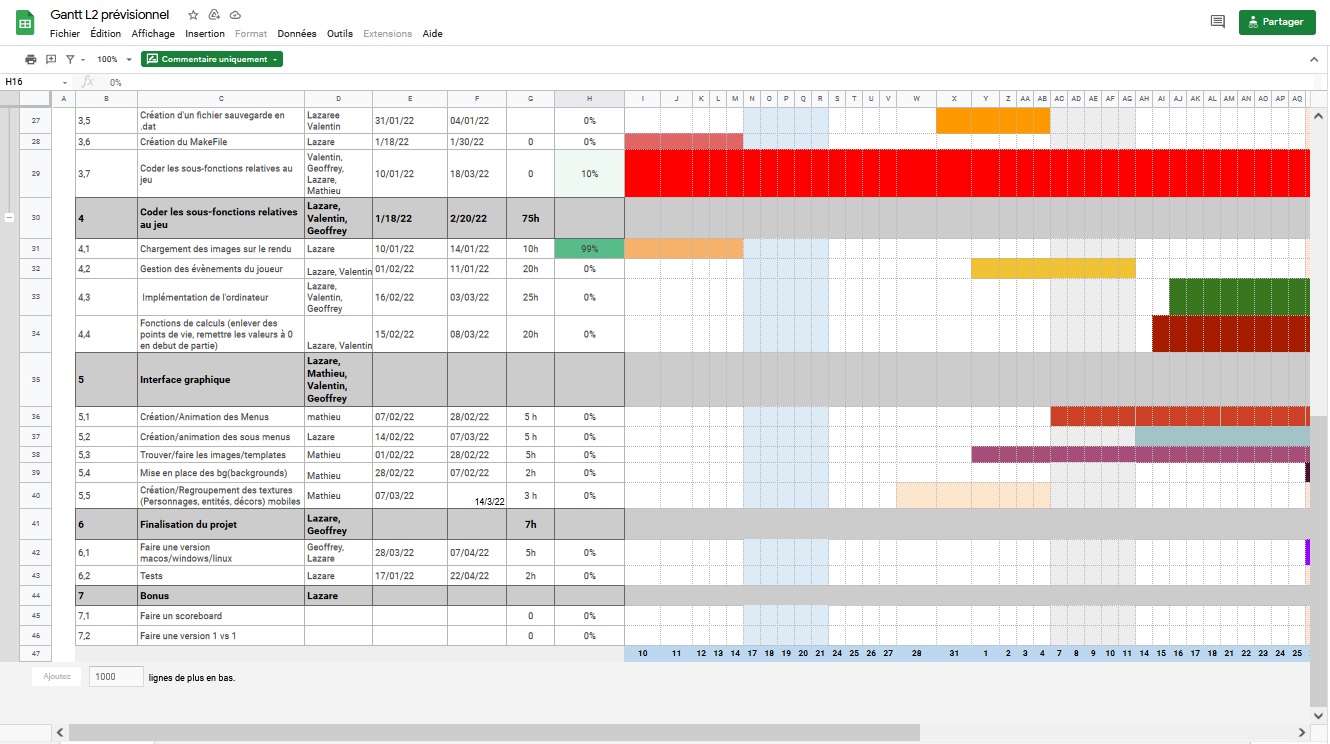 Gantt L2 prévisionnel
Fichier Édition Affichage Insertion Format Données Outils Extensions Aide
Partager
100% Commentaire uniquement
H16 fx 0%
A B C D E F G H I J K L M N O P Q R S T U V W X Y Z AA AB AC AD AE AF AG AH AI AJ AK AL AM AN AO AP AQ
27 3,5 Création d'un fichier sauvegarde en .dat Lazaree Valentin 31/01/22 04/01/22 0%
28 3,6 Création du MakeFile Lazare 1/18/22 1/30/22 0 0%
29 3,7 Coder les sous-fonctions relatives au jeu Valentin, Geoffrey, Lazare, Mathieu 10/01/22 18/03/22 0 10%
30 4 Coder les sous-fonctions relatives au jeu Lazare, Valentin, Geoffrey 1/18/22 2/20/22 75h
31 4,1 Chargement des images sur le rendu Lazare 10/01/22 14/01/22 10h 99%
32 4,2 Gestion des évènements du joueur Lazare, Valentin 01/02/22 11/01/22 20h 0%
33 4,3 Implémentation de l'ordinateur Lazare, Valentin, Geoffrey 16/02/22 03/03/22 25h 0%
34 4,4 Fonctions de calculs (enlever des points de vie, remettre les valeurs à 0 en debut de partie) Lazare, Valentin 15/02/22 08/03/22 20h 0%
35 5 Interface graphique Lazare, Mathieu, Valentin, Geoffrey
36 5,1 Création/Animation des Menus mathieu 07/02/22 28/02/22 5 h 0%
37 5,2 Création/animation des sous menus Lazare 14/02/22 07/03/22 5 h 0%
38 5,3 Trouver/faire les images/templates Mathieu 01/02/22 28/02/22 5h 0%
39 5,4 Mise en place des bg(backgrounds) Mathieu 28/02/22 07/02/22 2h 0%
40 5,5 Création/Regroupement des textures (Personnages, entités, décors) mobiles Mathieu 07/03/22 14/3/22 3 h 0%
41 6 Finalisation du projet Lazare, Geoffrey 7h
42 6,1 Faire une version macos/windows/linux Geoffrey, Lazare 28/03/22 07/04/22 5h 0%
43 6,2 Tests Lazare 17/01/22 22/04/22 2h 0%
44 7 Bonus Lazare
45 7,1 Faire un scoreboard 0 0%
46 7,2 Faire une version 1 vs 1 0 0%
47 10 11 12 13 14 17 18 19 20 21 24 25 26 27 28 31 1 2 3 4 7 8 9 10 11 14 15 16 17 18 21 22 23 24 25
Ajoutez 1000 lignes de plus en bas.